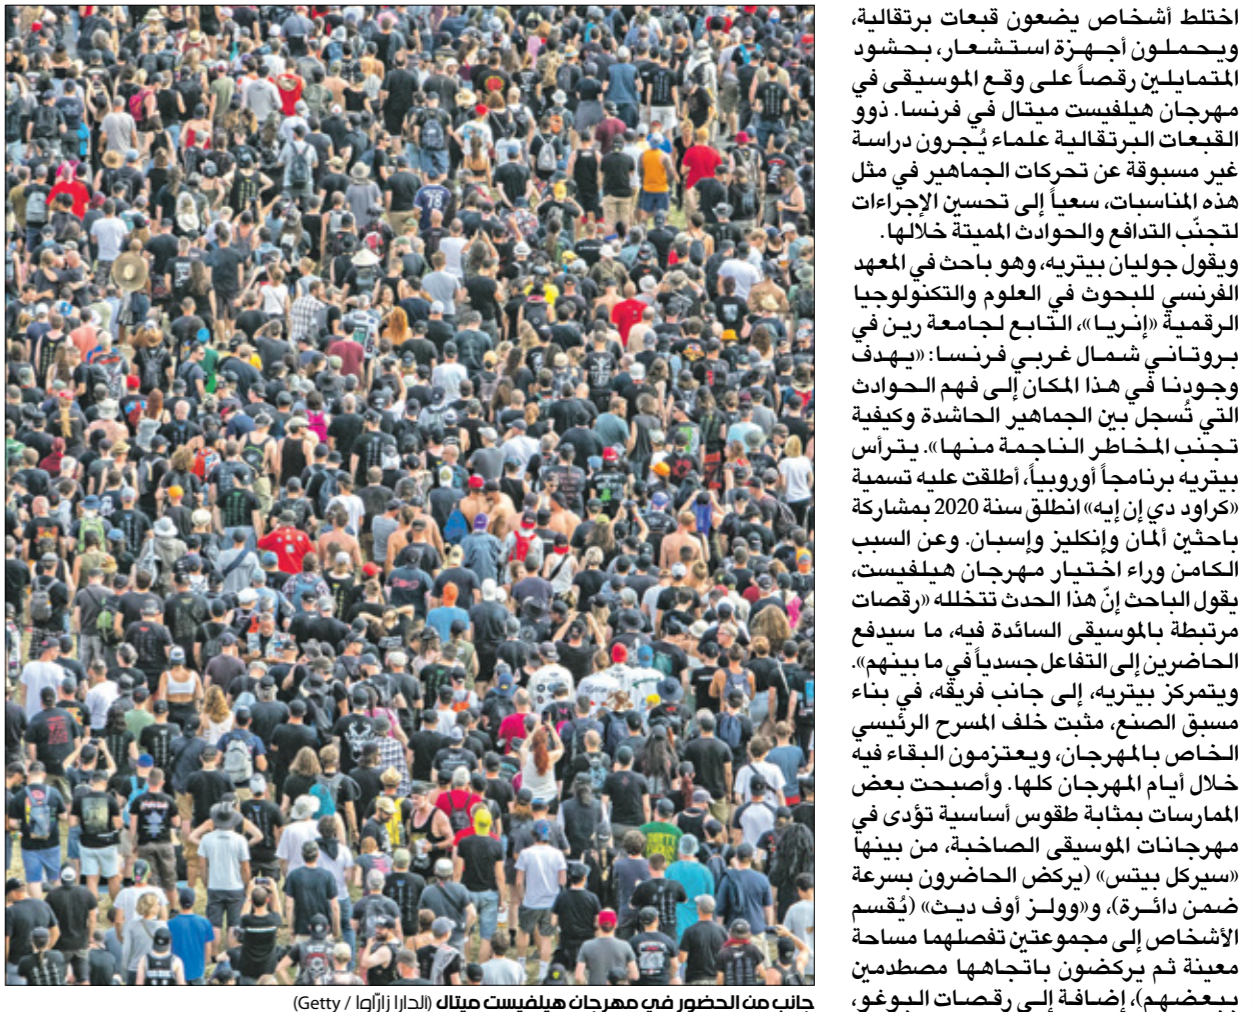 اختلط أشخاص يضعون قبعات برتقالية،
ويحملون أجهزة استشعار، بحشود
المتمايلين رقصاً على وقع الموسيقى في
مهرجان هيلفيست ميتال في فرنسا. ذوو
القبعات البرتقالية علماء يُجرون دراسة
غير مسبوقة عن تحركات الجماهير في مثل
هذه المناسبات، سعياً إلى تحسين الإجراءات
لتجنّب التدافع والحوادث المميتة خلالها.
ويقول جوليان بيتريه، وهو باحث في المعهد
الفرنسي للبحوث في العلوم والتكنولوجيا
الرقمية «إنريا»، التابع لجامعة رين في
بروتاني شمال غربي فرنسا: «يهدف
وجودنا في هذا المكان إلى فهم الحوادث
التي تُسجل بين الجماهير الحاشدة وكيفية
تجنب المخاطر الناجمة منها». يترأس
بيتريه برنامجاً أوروبياً، أطلقت عليه تسمية
«كراود دي إن إيه» انطلق سنة 2020 بمشاركة
باحثين ألمان وإنكليز وإسبان. وعن السبب
الكامن وراء اختيار مهرجان هيلفيست،
يقول الباحث إنّ هذا الحدث تتخلله «رقصات
مرتبطة بالموسيقى السائدة فيه، ما سيدفع
الحاضرين إلى التفاعل جسدياً في ما بينهم».
ويتمركز بيتريه، إلى جانب فريقه، في بناء
مسبق الصنع، مثبت خلف المسرح الرئيسي
الخاص بالمهرجان، ويعتزمون البقاء فيه
خلال أيام المهرجان كلها. وأصبحت بعض
الممارسات بمثابة طقوس أساسية تؤدى في
مهرجانات الموسيقى الصاخبة، من بينها
«سيركل بيتس» (يركض الحاضرون بسرعة
ضمن دائرة)، و«وولز أوف ديث» (يُقسم
الأشخاص إلى مجموعتين تفصلهما مساحة
معينة ثم يركضون باتجاهها مصطدمين
ببعضهم)، إضافة إلى رقصات البوغو،
جانب من الحضور في مهرجان هيلفيست ميتال (الدارا زارّاوا / Getty)